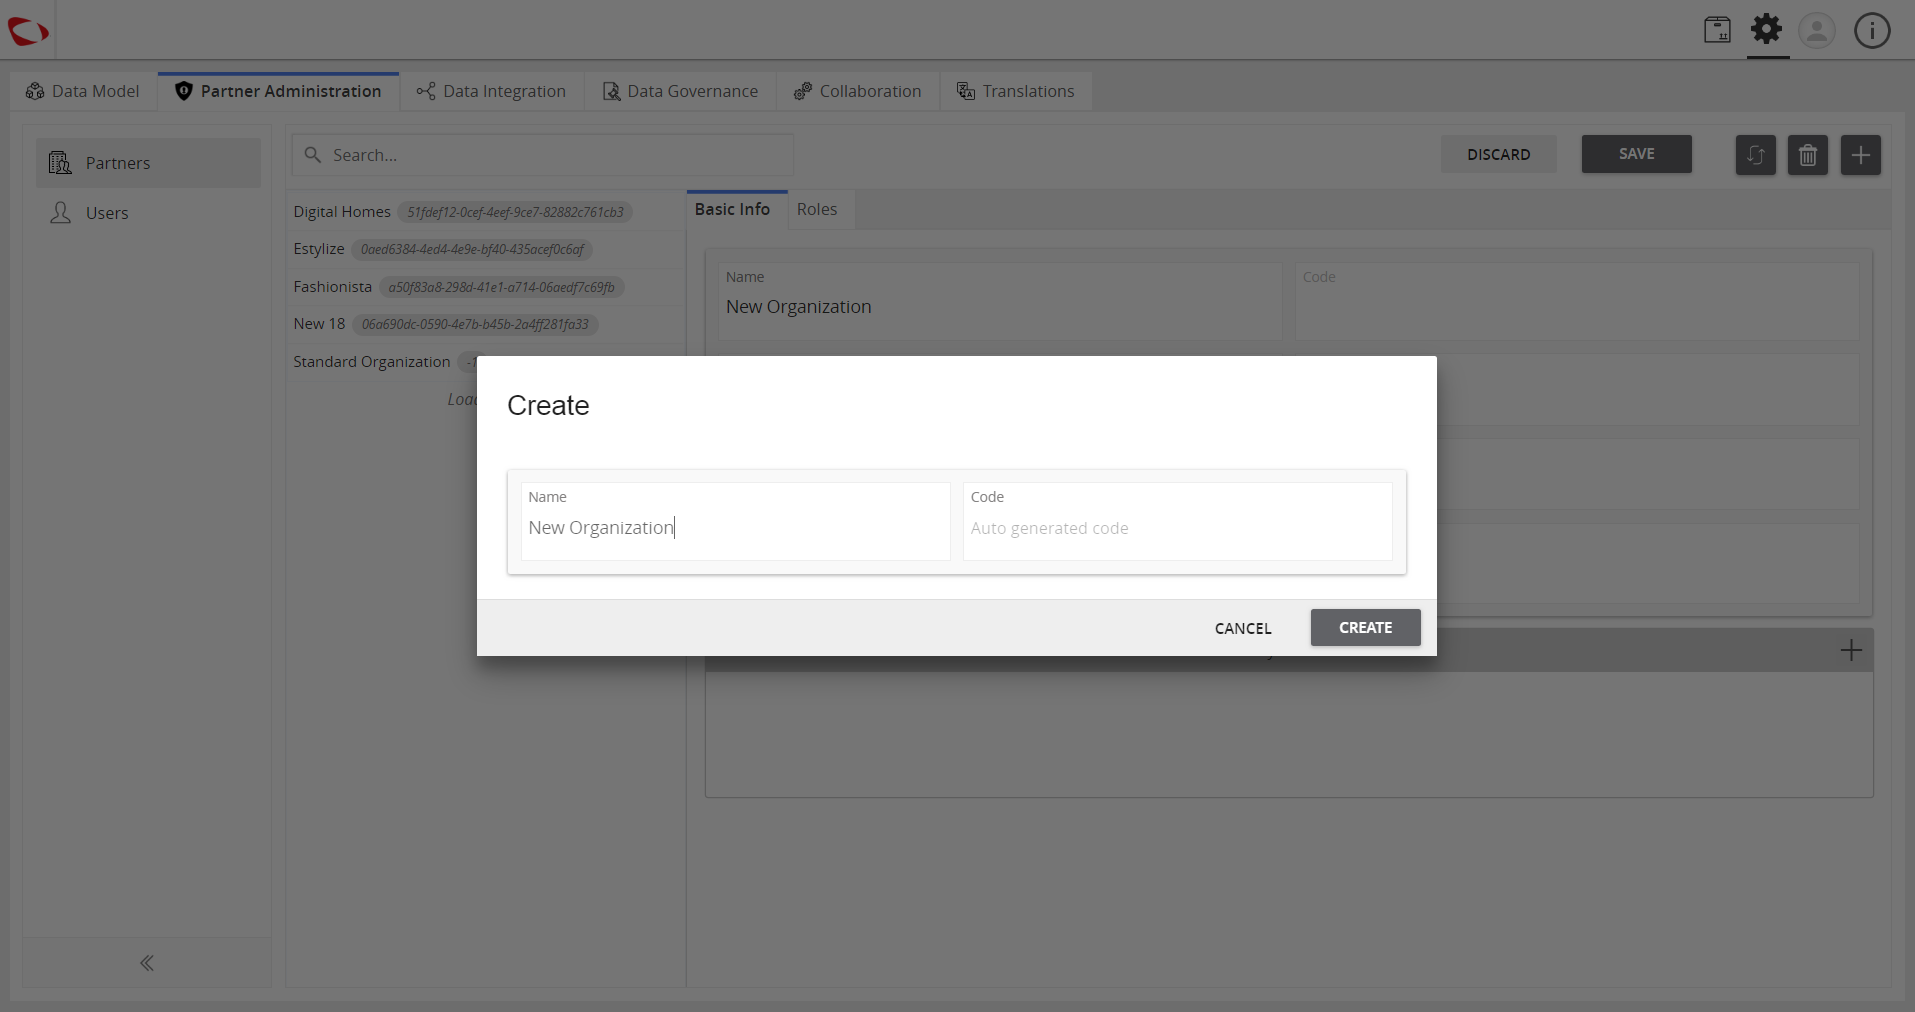 Data Model
Partner Administration
Data Integration
Data Governance
Collaboration
Translations
Partners
Users
Search...
DISCARD
SAVE
Digital Homes 51fdef12-0cef-4eef-9ce7-82882c761cb3
Estylize 0aed6384-4ed4-4e9e-bf40-435acef0c6af
Fashionista a50f83a8-298d-41e1-a714-06aedf7c69fb
New 18 06a690dc-0590-4e7b-b45b-2a4ff281fa33
Standard Organization -1
Basic Info
Roles
Name
New Organization
Code
Create
Name
New Organization
Code
Auto generated code
CANCEL
CREATE